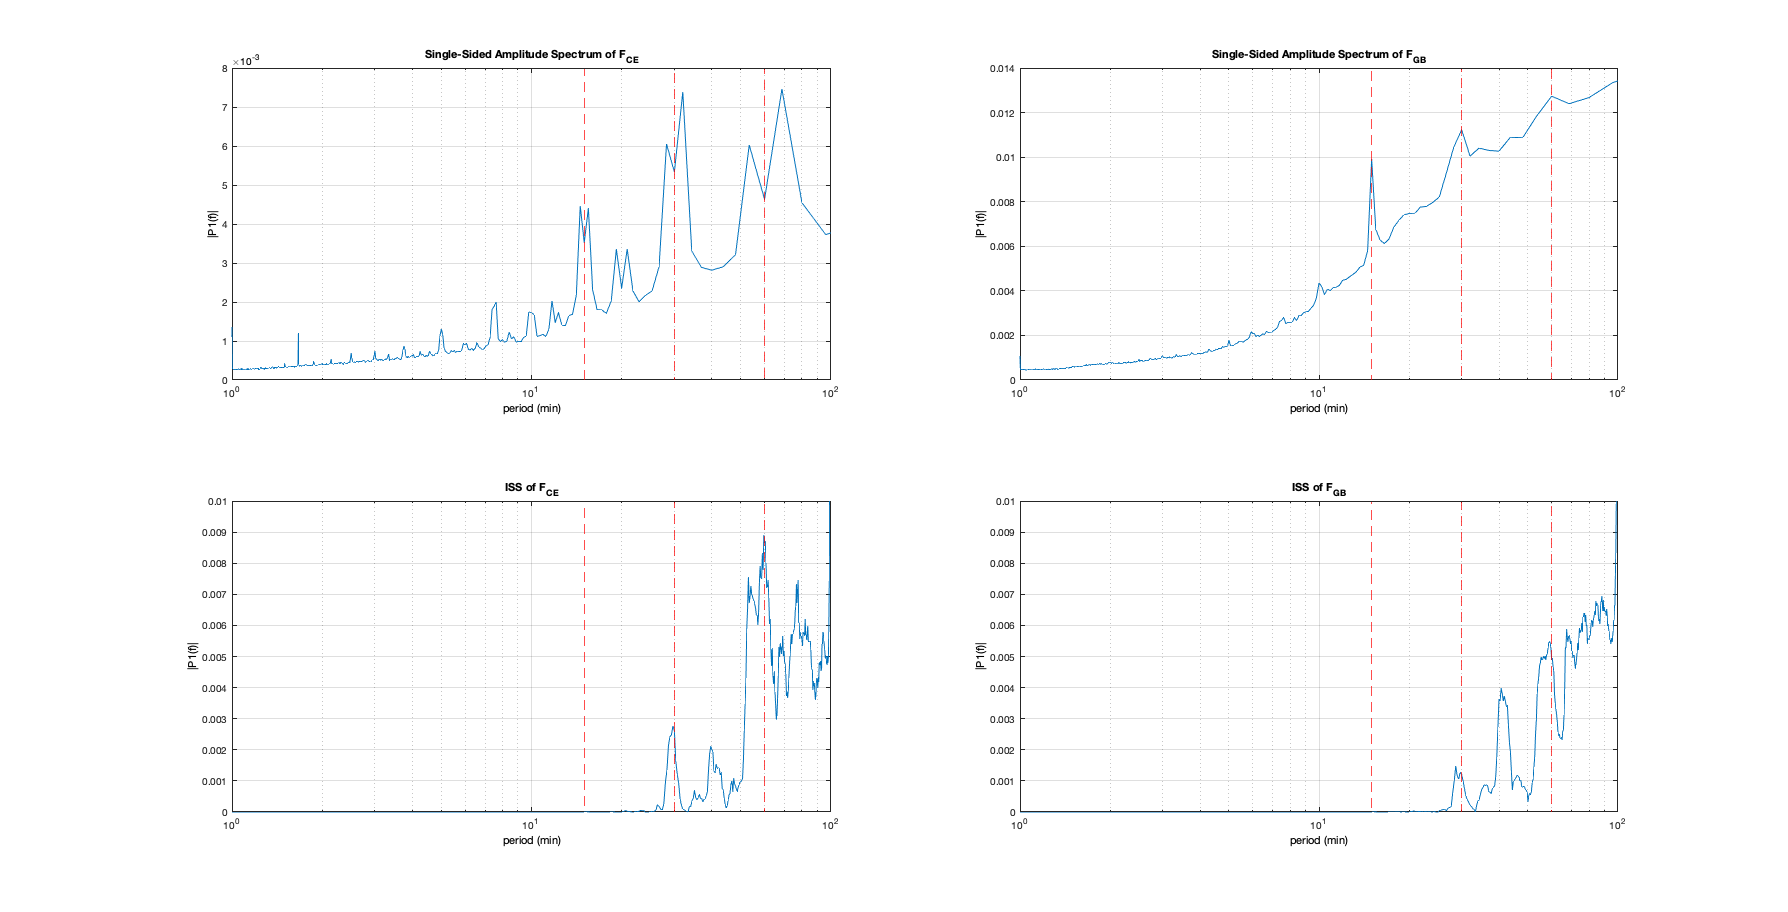 Single-Sided Amplitude Spectrum of F_CE
×10^-3
8
7
6
5
4
3
2
1
0
|P1(f)|
10^0 10^1 10^2
period (min)
Single-Sided Amplitude Spectrum of F_GB
0.014
0.012
0.01
0.008
0.006
0.004
0.002
0
|P1(f)|
10^0 10^1 10^2
period (min)
ISS of F_CE
0.01
0.009
0.008
0.007
0.006
0.005
0.004
0.003
0.002
0.001
0
|P1(f)|
10^0 10^1 10^2
period (min)
ISS of F_GB
0.01
0.009
0.008
0.007
0.006
0.005
0.004
0.003
0.002
0.001
0
|P1(f)|
10^0 10^1 10^2
period (min)